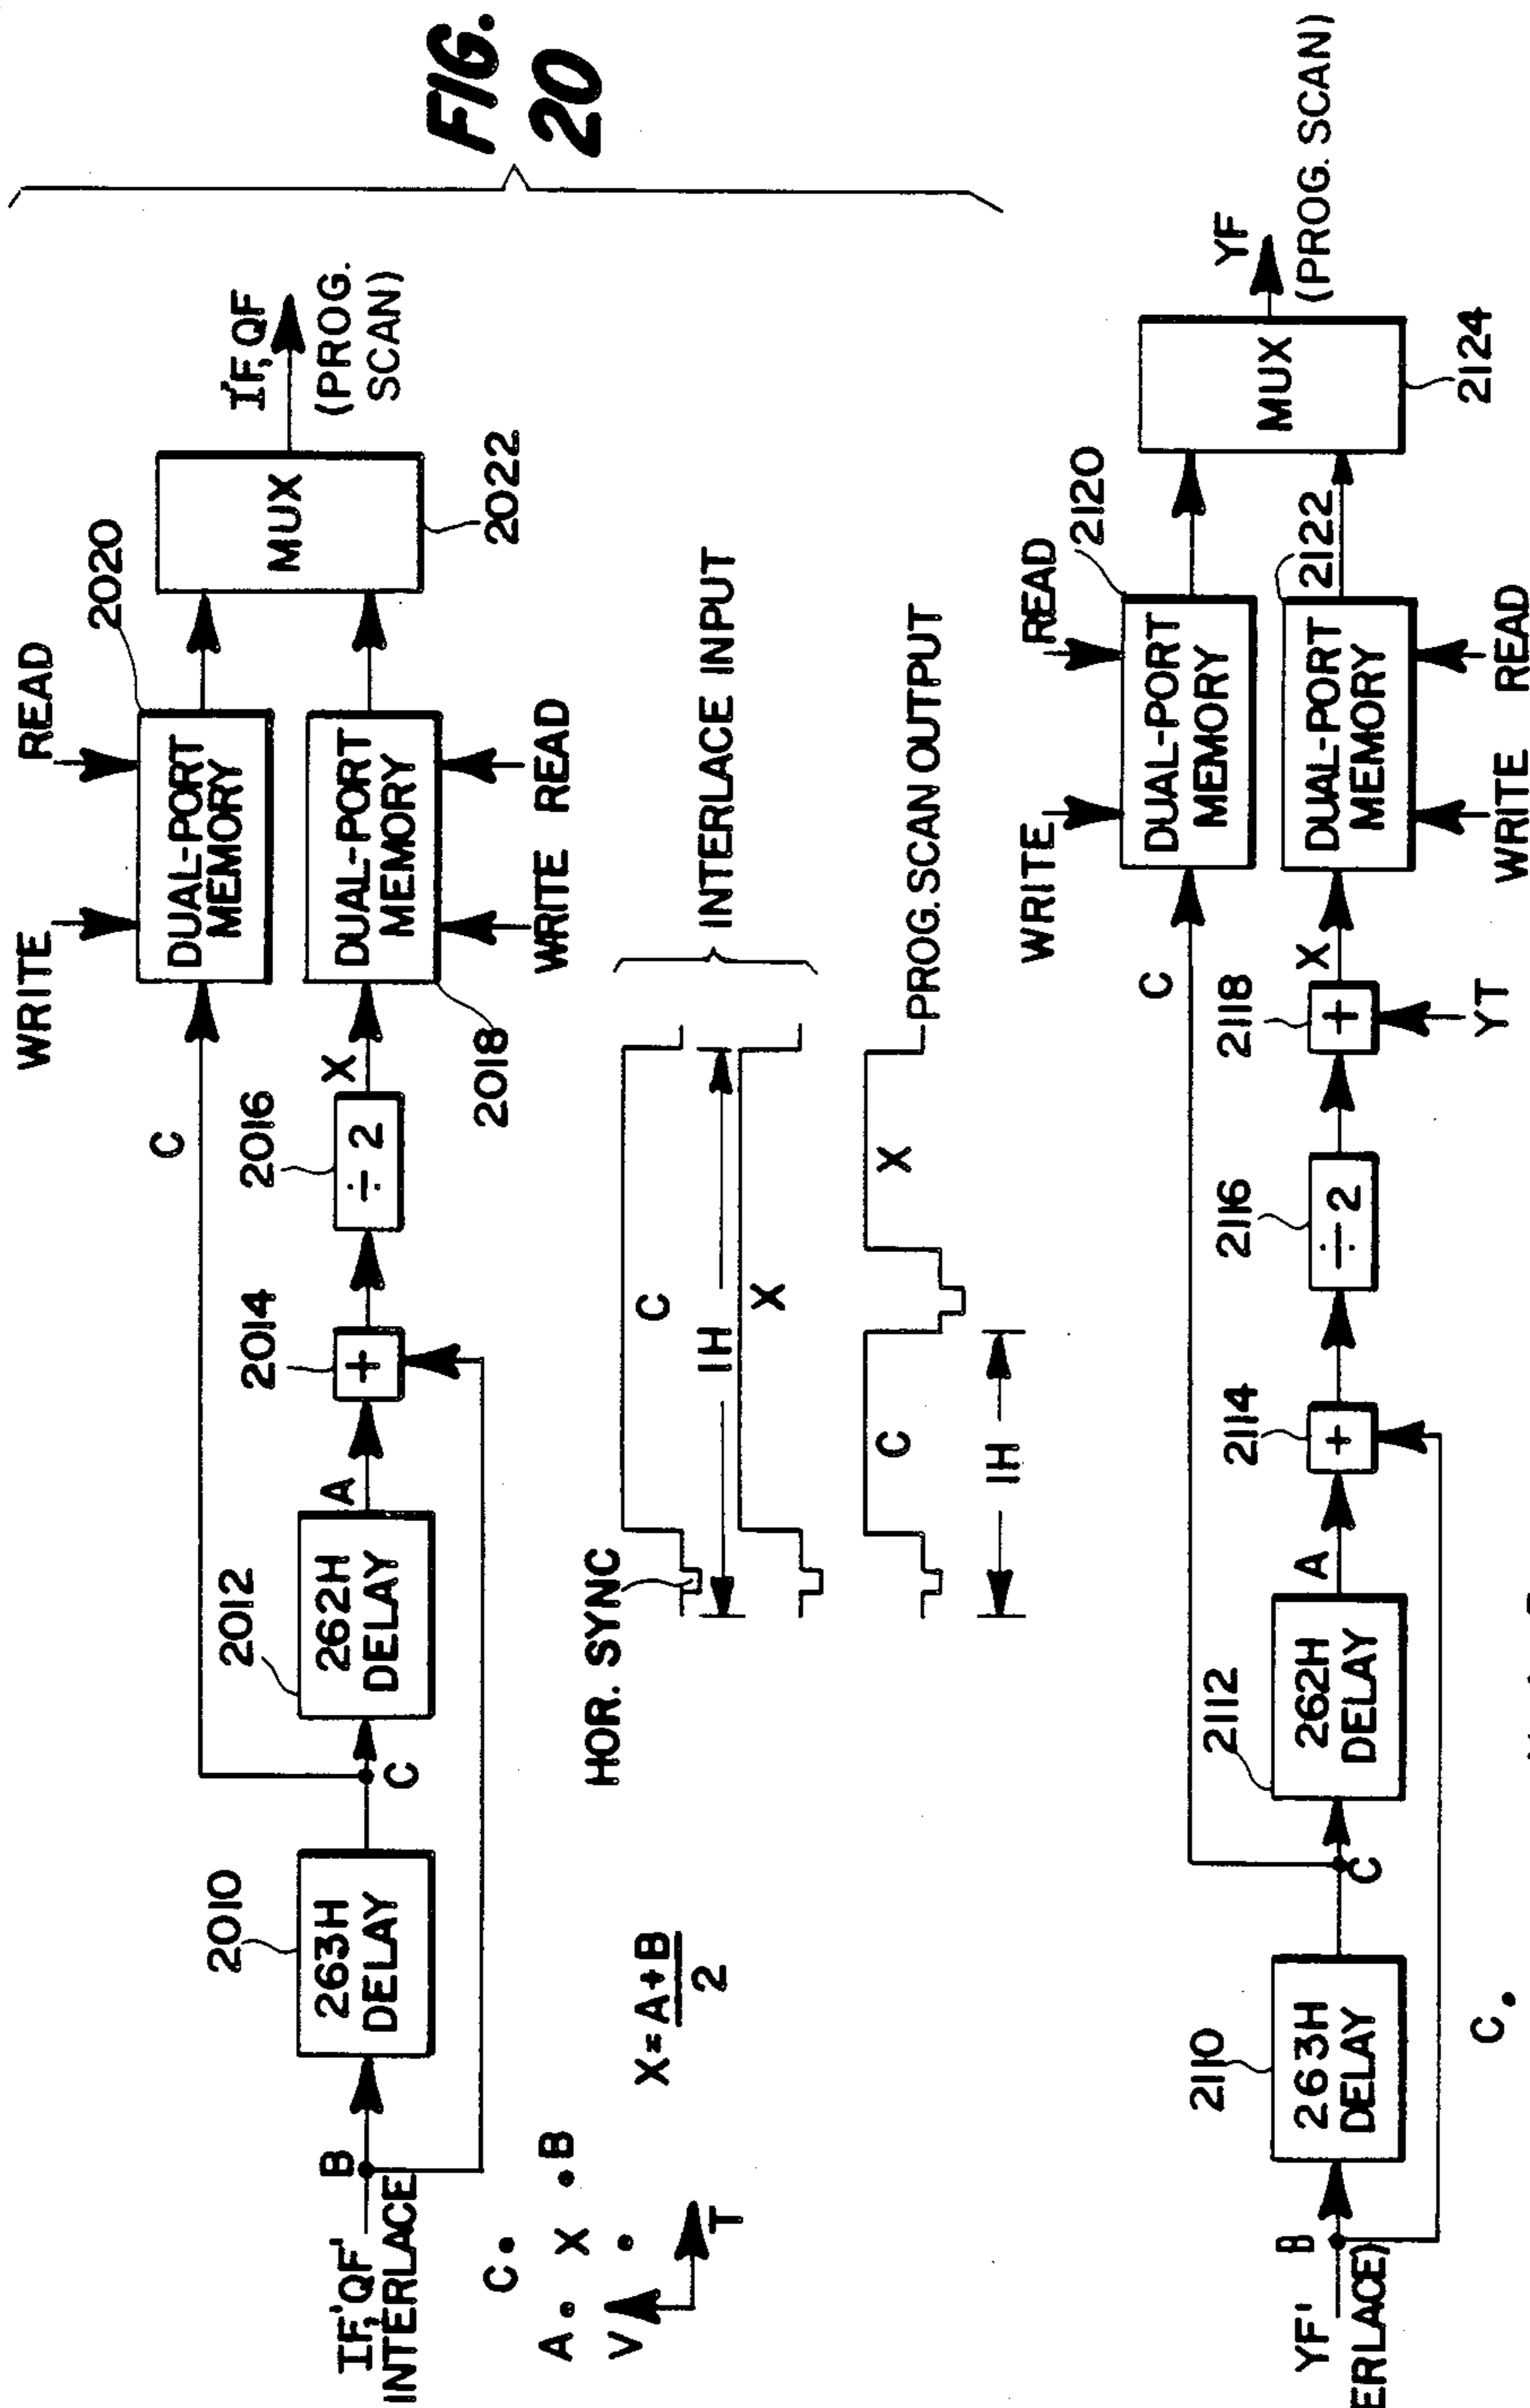 FIG.
20
WRITE
READ
2020
C
DUAL-PORT
MEMORY
MUX
2022
I'F, QF
(PROG.
SCAN)
2010
2012
2014
2016
X
IF,'QF'
INTERLACE
B
263H
DELAY
C
262H
DELAY
A
+
÷ 2
DUAL-PORT
MEMORY
2018
WRITE
READ
C
A
X
B
V
T
X = A+B
2
HOR. SYNC
C
1H
X
INTERLACE INPUT
C
X
PROG. SCAN OUTPUT
1H
WRITE
READ
2120
C
DUAL-PORT
MEMORY
MUX
2124
YF
(PROG. SCAN)
2110
2112
2114
2116
2118
X
2122
YF'
ERLACE)
B
263H
DELAY
C
262H
DELAY
A
+
÷ 2
+
YT
DUAL-PORT
MEMORY
WRITE
READ
C